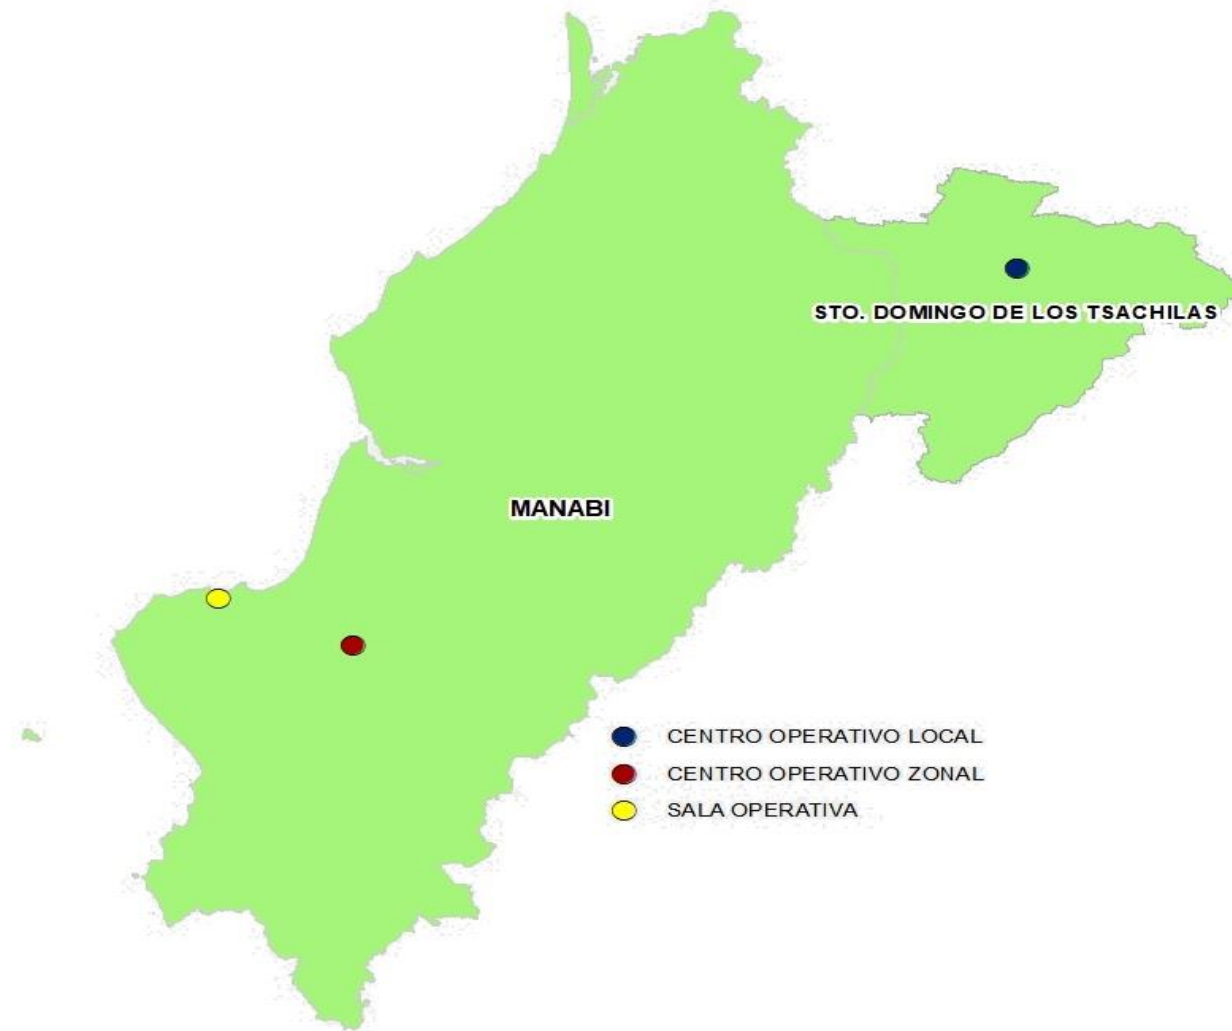 STO. DOMINGO DE LOS TSACHILAS
MANABI
CENTRO OPERATIVO LOCAL
CENTRO OPERATIVO ZONAL
SALA OPERATIVA